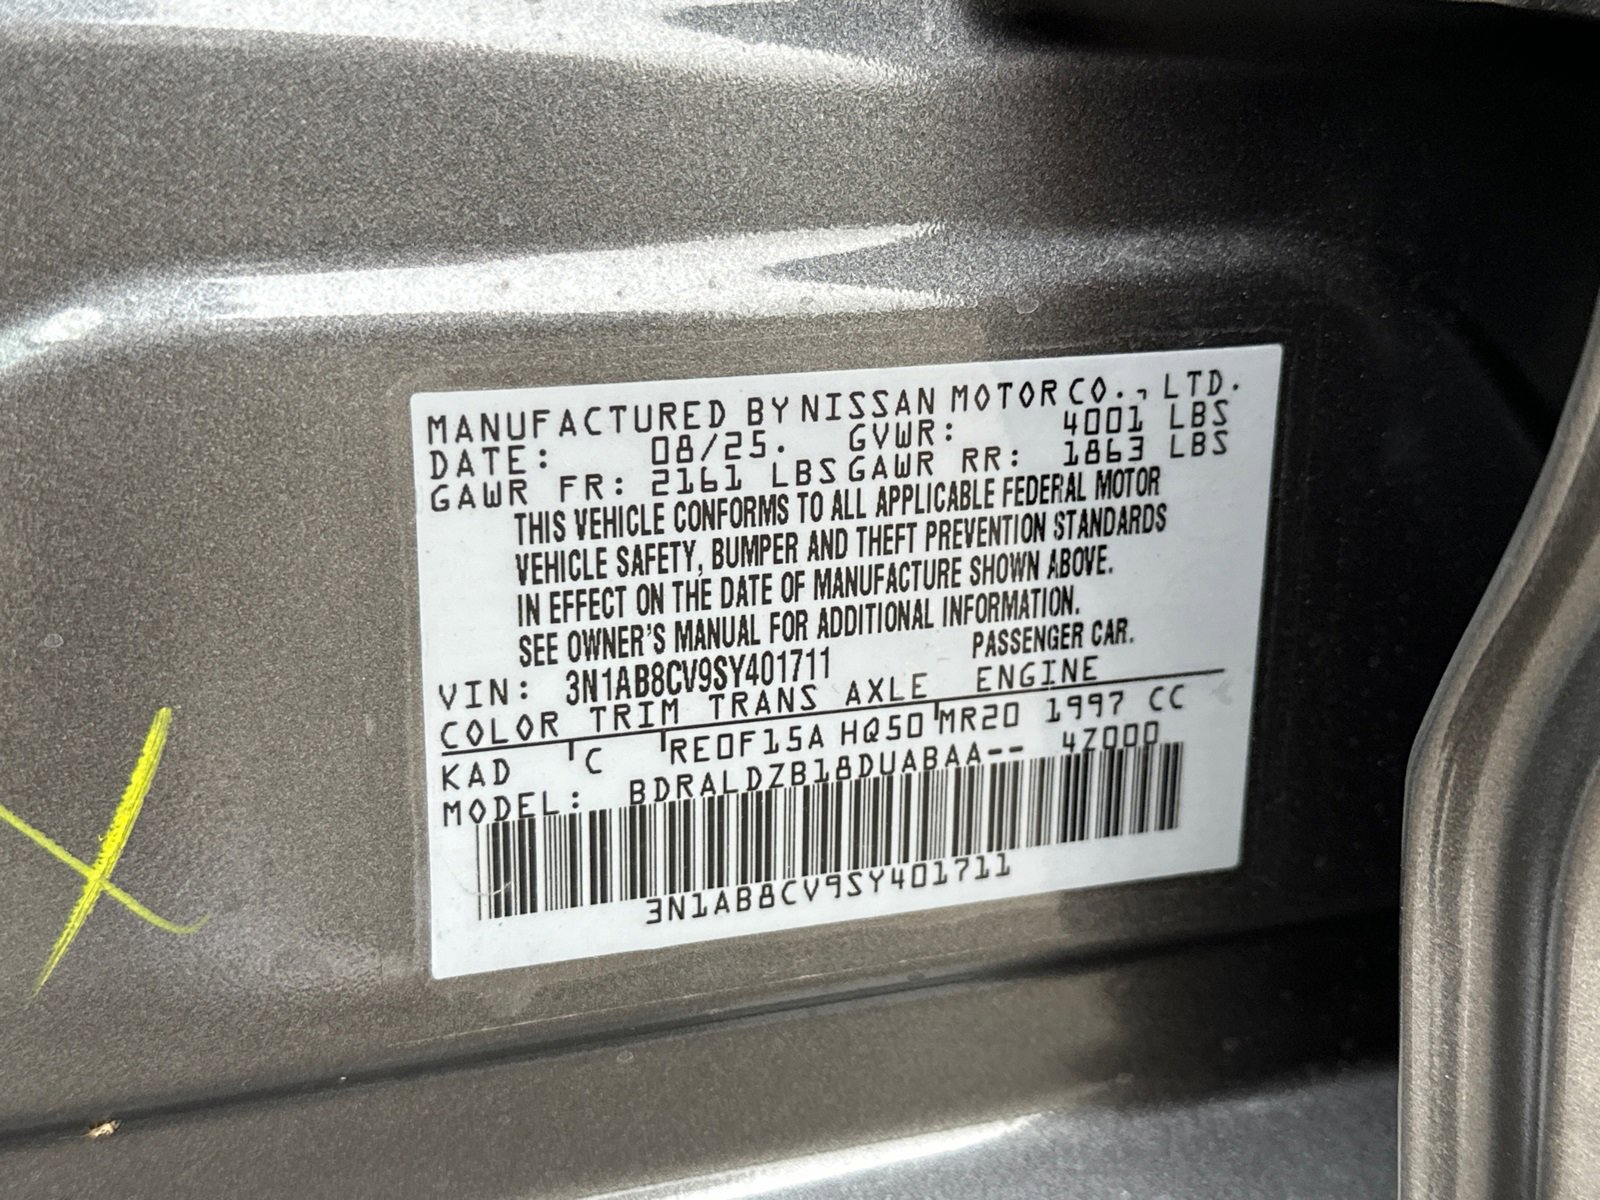 MANUFACTURED BY NISSAN MOTOR CO., LTD.
DATE: 08/25. GVWR: 4001 LBS
GAWR FR: 2161 LBS GAWR RR: 1863 LBS
THIS VEHICLE CONFORMS TO ALL APPLICABLE FEDERAL MOTOR
VEHICLE SAFETY, BUMPER AND THEFT PREVENTION STANDARDS
IN EFFECT ON THE DATE OF MANUFACTURE SHOWN ABOVE.
SEE OWNER'S MANUAL FOR ADDITIONAL INFORMATION.
VIN: 3N1AB8CV9SY401711 PASSENGER CAR.
COLOR TRIM TRANS AXLE ENGINE
KAD C RE0F15A HQ50 MR20 1997 CC
MODEL: BDRALDZB18DUABAA-- 4Z000
3N1AB8CV9SY401711